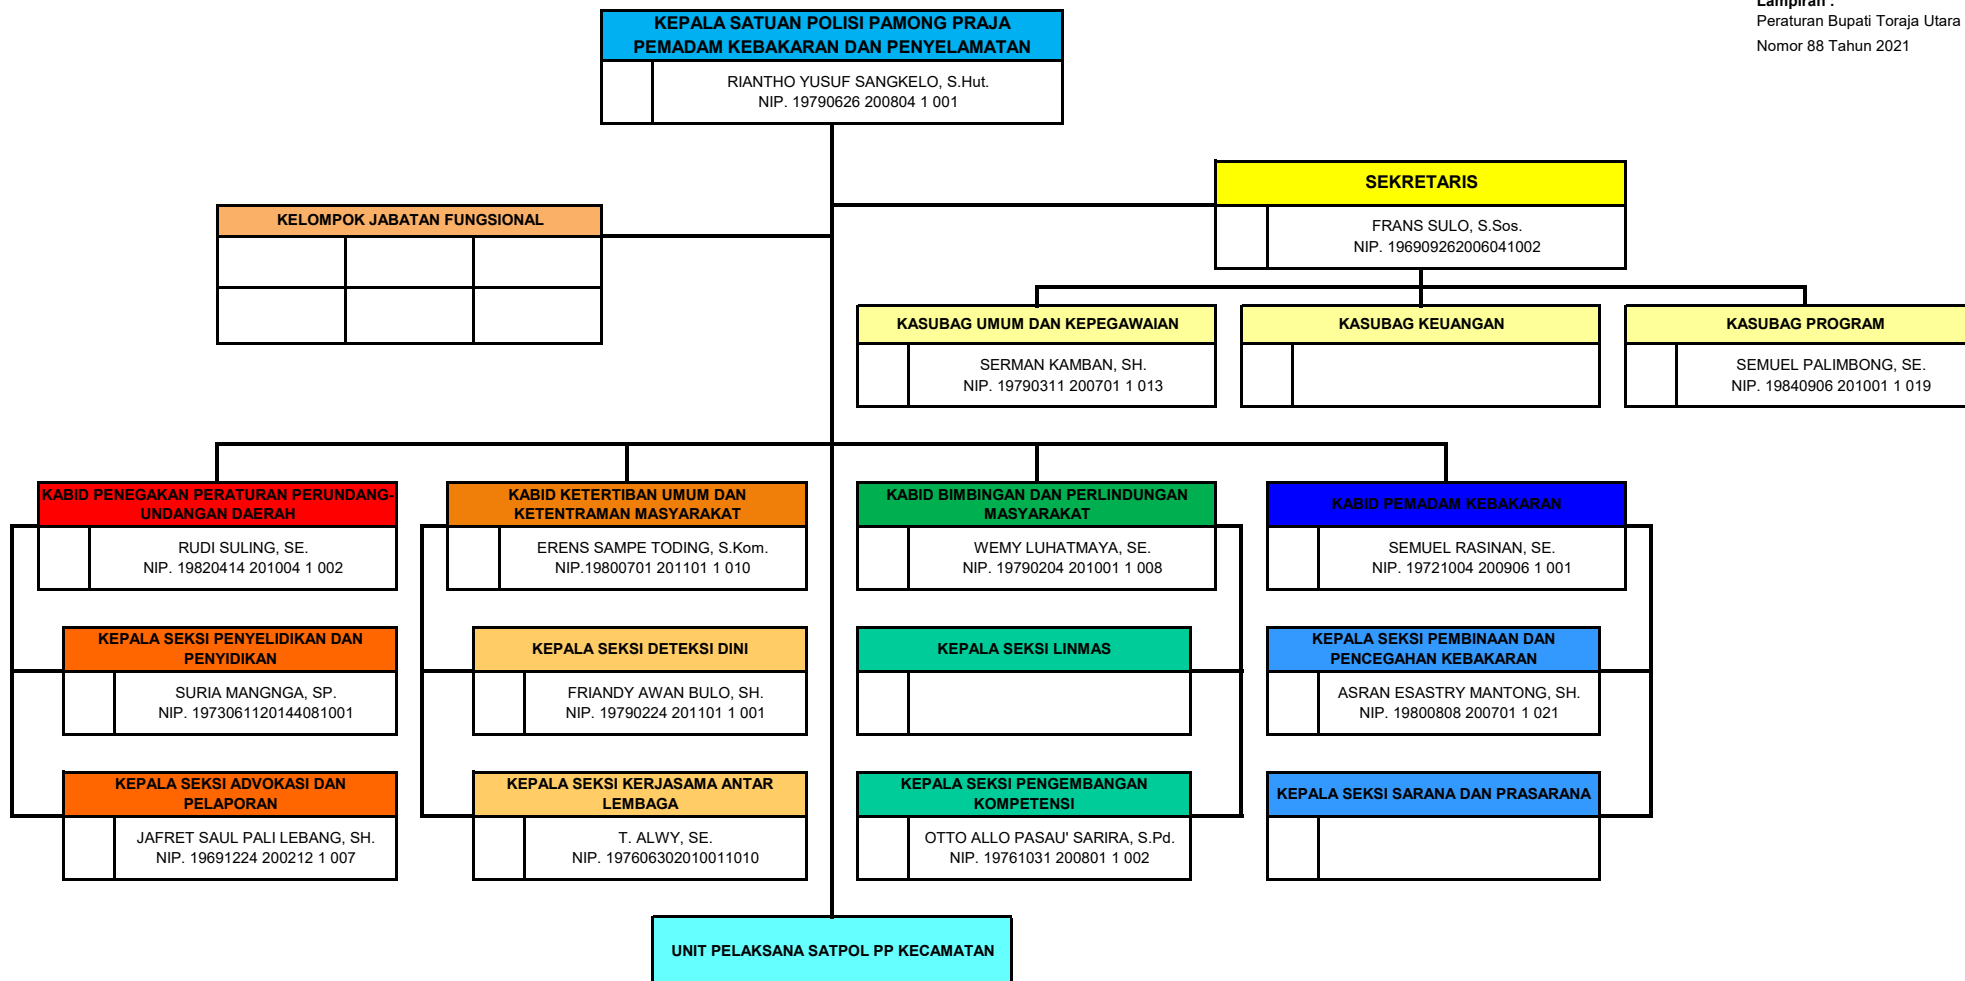 Lampiran :
Peraturan Bupati Toraja Utara
Nomor 88 Tahun 2021
KEPALA SATUAN POLISI PAMONG PRAJA
PEMADAM KEBAKARAN DAN PENYELAMATAN
RIANTHO YUSUF SANGKELO, S.Hut.
NIP. 19790626 200804 1 001
SEKRETARIS
FRANS SULO, S.Sos.
NIP. 196909262006041002
KELOMPOK JABATAN FUNGSIONAL
KASUBAG UMUM DAN KEPEGAWAIAN
SERMAN KAMBAN, SH.
NIP. 19790311 200701 1 013
KASUBAG KEUANGAN
KASUBAG PROGRAM
SEMUEL PALIMBONG, SE.
NIP. 19840906 201001 1 019
KABID PENEGAKAN PERATURAN PERUNDANG-
UNDANGAN DAERAH
RUDI SULING, SE.
NIP. 19820414 201004 1 002
KEPALA SEKSI PENYELIDIKAN DAN
PENYIDIKAN
SURIA MANGNGA, SP.
NIP. 1973061120144081001
KEPALA SEKSI ADVOKASI DAN
PELAPORAN
JAFRET SAUL PALI LEBANG, SH.
NIP. 19691224 200212 1 007
KABID KETERTIBAN UMUM DAN
KETENTRAMAN MASYARAKAT
ERENS SAMPE TODING, S.Kom.
NIP.19800701 201101 1 010
KEPALA SEKSI DETEKSI DINI
FRIANDY AWAN BULO, SH.
NIP. 19790224 201101 1 001
KEPALA SEKSI KERJASAMA ANTAR
LEMBAGA
T. ALWY, SE.
NIP. 197606302010011010
KABID BIMBINGAN DAN PERLINDUNGAN
MASYARAKAT
WEMY LUHATMAYA, SE.
NIP. 19790204 201001 1 008
KEPALA SEKSI LINMAS
KEPALA SEKSI PENGEMBANGAN
KOMPETENSI
OTTO ALLO PASAU' SARIRA, S.Pd.
NIP. 19761031 200801 1 002
KABID PEMADAM KEBAKARAN
SEMUEL RASINAN, SE.
NIP. 19721004 200906 1 001
KEPALA SEKSI PEMBINAAN DAN
PENCEGAHAN KEBAKARAN
ASRAN ESASTRY MANTONG, SH.
NIP. 19800808 200701 1 021
KEPALA SEKSI SARANA DAN PRASARANA
UNIT PELAKSANA SATPOL PP KECAMATAN